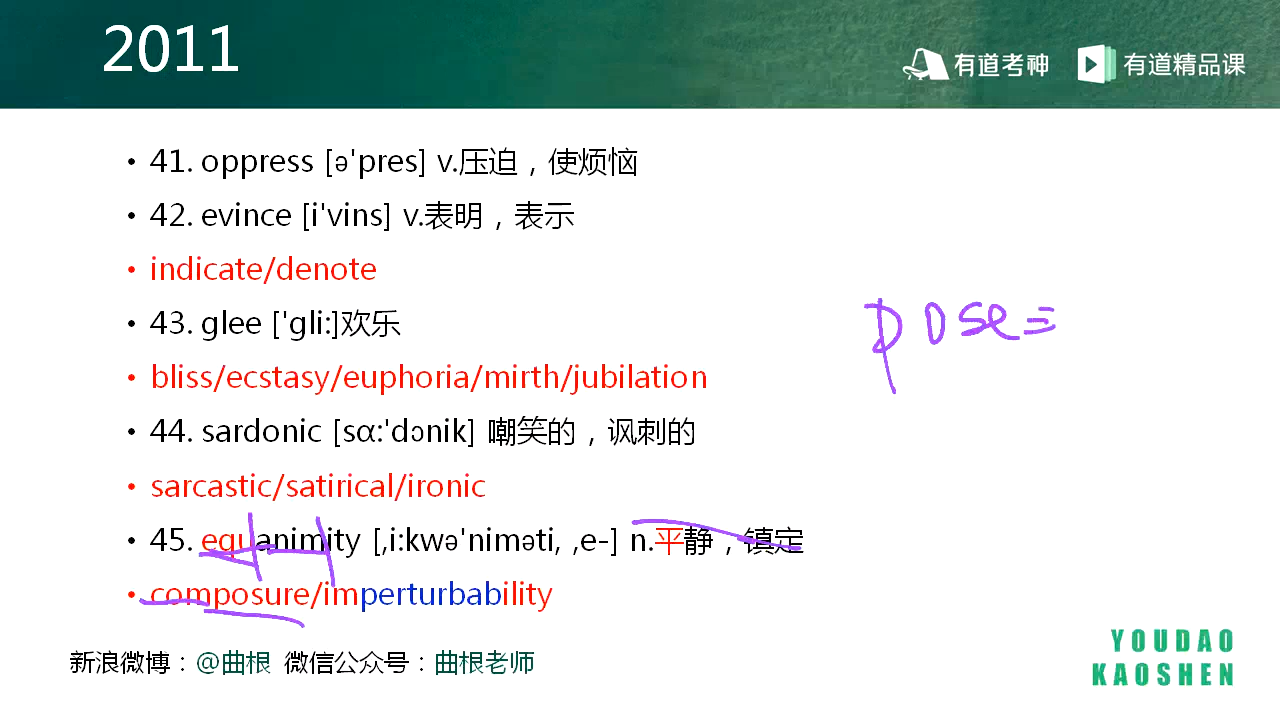 2011
有道考神 有道精品课
• 41. oppress [ə'pres] v.压迫，使烦恼
• 42. evince [i'vins] v.表明，表示
• indicate/denote
• 43. glee ['gli:]欢乐
pose=
• bliss/ecstasy/euphoria/mirth/jubilation
• 44. sardonic [sɑ:'dɔnik] 嘲笑的，讽刺的
• sarcastic/satirical/ironic
• 45. equanimity [,i:kwə'niməti, ,e-] n.平静，镇定
• composure/imperturbability
YOUDAO
KAOSHEN
新浪微博：@曲根 微信公众号：曲根老师